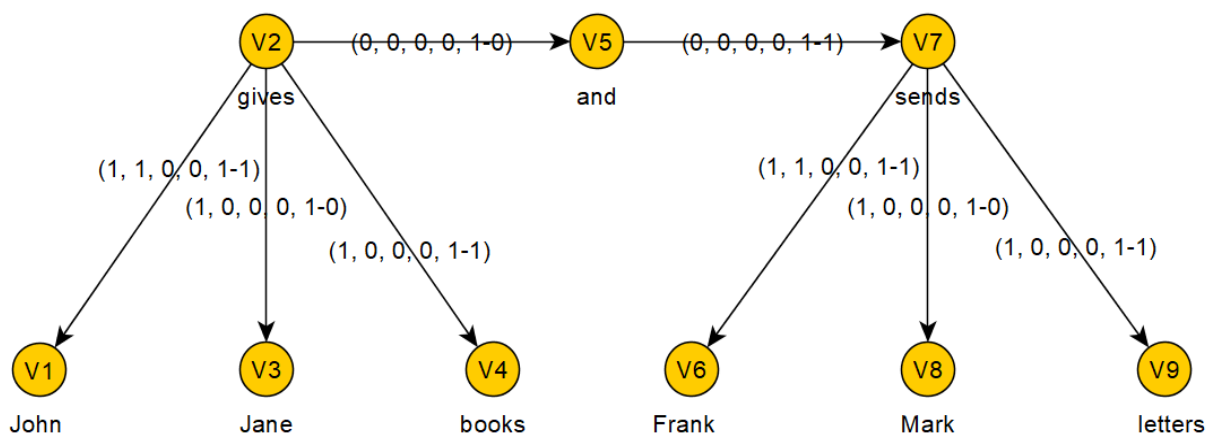 V2 (0, 0, 0, 0, 1-0) V5 (0, 0, 0, 0, 1-1) V7
gives and sends
(1, 1, 0, 0, 1-1) (1, 1, 0, 0, 1-1)
(1, 0, 0, 0, 1-0) (1, 0, 0, 0, 1-0)
(1, 0, 0, 0, 1-1) (1, 0, 0, 0, 1-1)
V1 V3 V4 V6 V8 V9
John Jane books Frank Mark letters